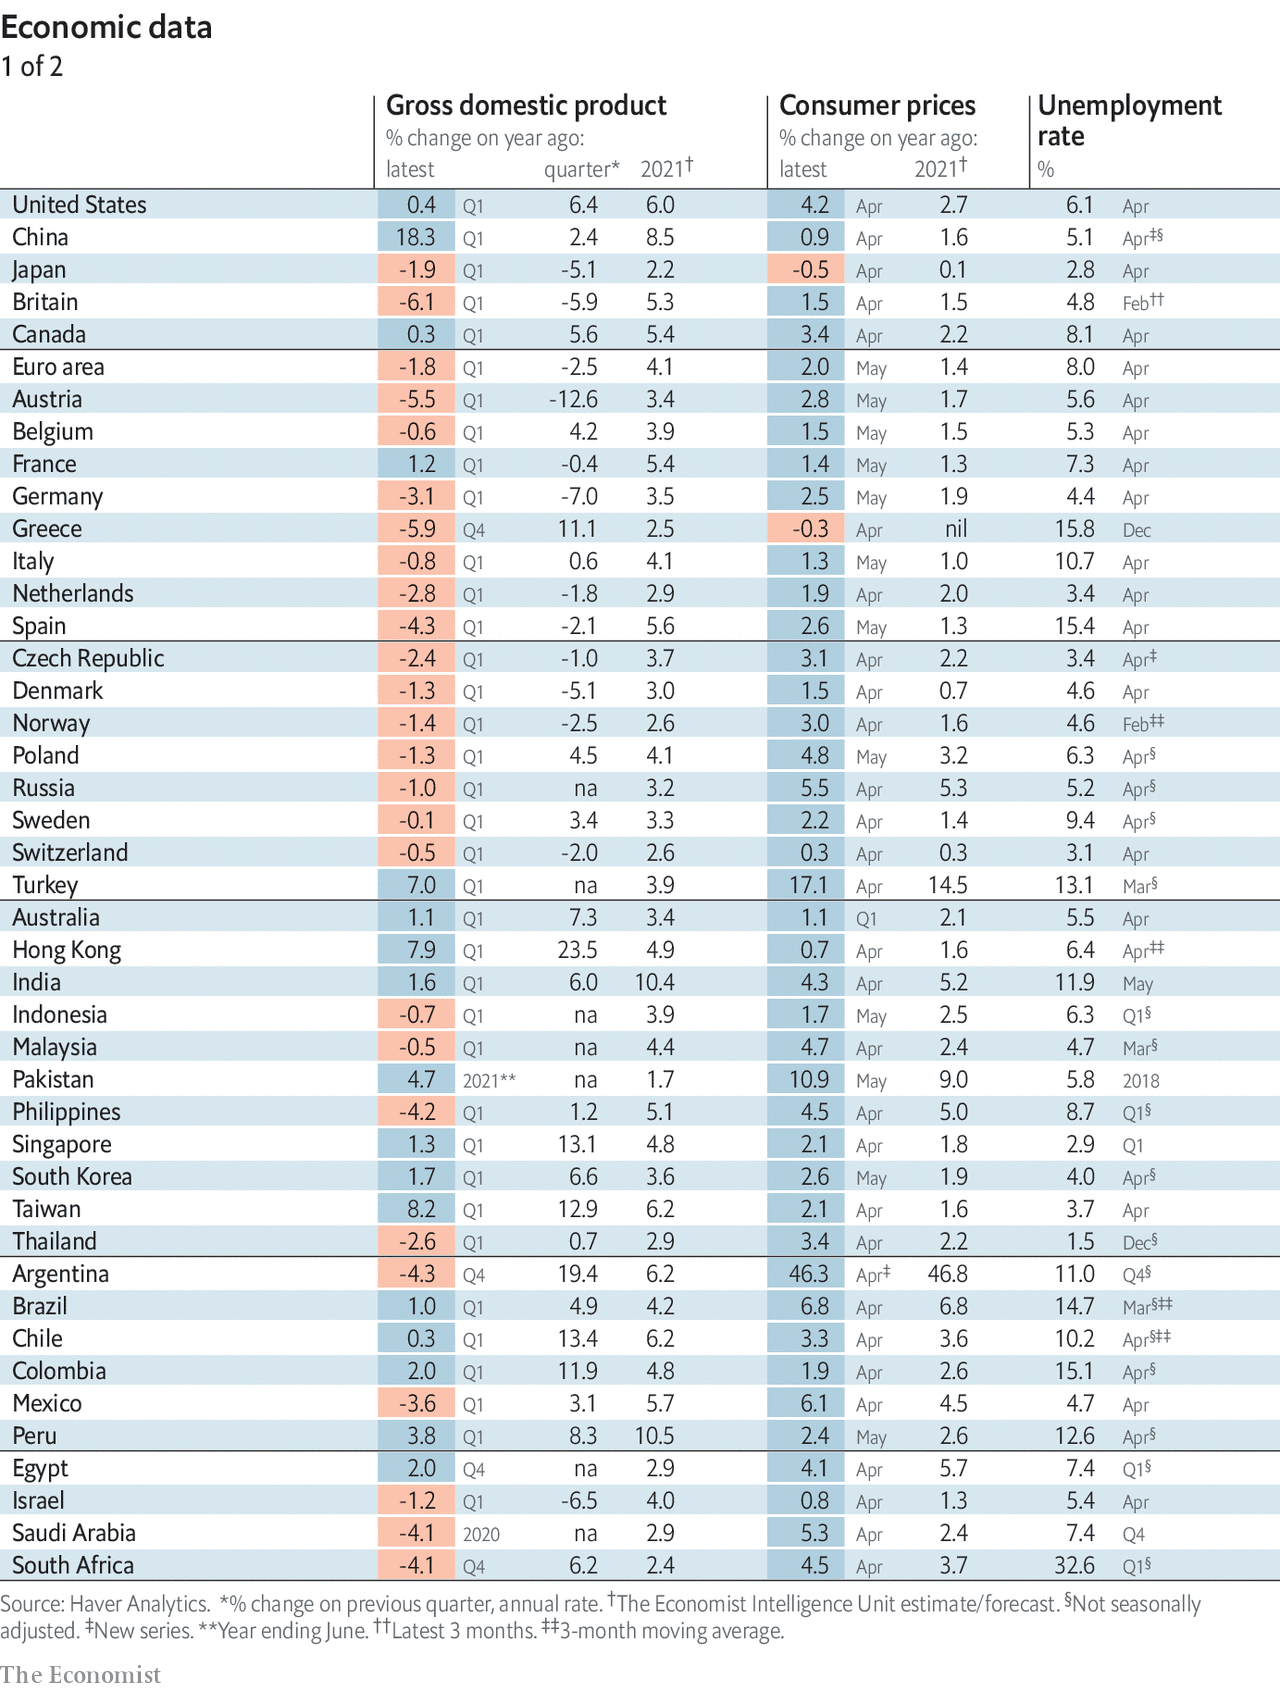 Economic data
1 of 2
Gross domestic product Consumer prices Unemployment
% change on year ago: % change on year ago: rate
latest quarter* 2021† latest 2021† %
United States 0.4 Q1 6.4 6.0 4.2 Apr 2.7 6.1 Apr
China 18.3 Q1 2.4 8.5 0.9 Apr 1.6 5.1 Apr‡§
Japan -1.9 Q1 -5.1 2.2 -0.5 Apr 0.1 2.8 Apr
Britain -6.1 Q1 -5.9 5.3 1.5 Apr 1.5 4.8 Feb††
Canada 0.3 Q1 5.6 5.4 3.4 Apr 2.2 8.1 Apr
Euro area -1.8 Q1 -2.5 4.1 2.0 May 1.4 8.0 Apr
Austria -5.5 Q1 -12.6 3.4 2.8 May 1.7 5.6 Apr
Belgium -0.6 Q1 4.2 3.9 1.5 May 1.5 5.3 Apr
France 1.2 Q1 -0.4 5.4 1.4 May 1.3 7.3 Apr
Germany -3.1 Q1 -7.0 3.5 2.5 May 1.9 4.4 Apr
Greece -5.9 Q4 11.1 2.5 -0.3 Apr nil 15.8 Dec
Italy -0.8 Q1 0.6 4.1 1.3 May 1.0 10.7 Apr
Netherlands -2.8 Q1 -1.8 2.9 1.9 Apr 2.0 3.4 Apr
Spain -4.3 Q1 -2.1 5.6 2.6 May 1.3 15.4 Apr
Czech Republic -2.4 Q1 -1.0 3.7 3.1 Apr 2.2 3.4 Apr‡
Denmark -1.3 Q1 -5.1 3.0 1.5 Apr 0.7 4.6 Apr
Norway -1.4 Q1 -2.5 2.6 3.0 Apr 1.6 4.6 Feb‡‡
Poland -1.3 Q1 4.5 4.1 4.8 May 3.2 6.3 Apr§
Russia -1.0 Q1 na 3.2 5.5 Apr 5.3 5.2 Apr§
Sweden -0.1 Q1 3.4 3.3 2.2 Apr 1.4 9.4 Apr§
Switzerland -0.5 Q1 -2.0 2.6 0.3 Apr 0.3 3.1 Apr
Turkey 7.0 Q1 na 3.9 17.1 Apr 14.5 13.1 Mar§
Australia 1.1 Q1 7.3 3.4 1.1 Q1 2.1 5.5 Apr
Hong Kong 7.9 Q1 23.5 4.9 0.7 Apr 1.6 6.4 Apr‡‡
India 1.6 Q1 6.0 10.4 4.3 Apr 5.2 11.9 May
Indonesia -0.7 Q1 na 3.9 1.7 May 2.5 6.3 Q1§
Malaysia -0.5 Q1 na 4.4 4.7 Apr 2.4 4.7 Mar§
Pakistan 4.7 2021** na 1.7 10.9 May 9.0 5.8 2018
Philippines -4.2 Q1 1.2 5.1 4.5 Apr 5.0 8.7 Q1§
Singapore 1.3 Q1 13.1 4.8 2.1 Apr 1.8 2.9 Q1
South Korea 1.7 Q1 6.6 3.6 2.6 May 1.9 4.0 Apr§
Taiwan 8.2 Q1 12.9 6.2 2.1 Apr 1.6 3.7 Apr
Thailand -2.6 Q1 0.7 2.9 3.4 Apr 2.2 1.5 Dec§
Argentina -4.3 Q4 19.4 6.2 46.3 Apr‡ 46.8 11.0 Q4§
Brazil 1.0 Q1 4.9 4.2 6.8 Apr 6.8 14.7 Mar§‡‡
Chile 0.3 Q1 13.4 6.2 3.3 Apr 3.6 10.2 Apr§‡‡
Colombia 2.0 Q1 11.9 4.8 1.9 Apr 2.6 15.1 Apr§
Mexico -3.6 Q1 3.1 5.7 6.1 Apr 4.5 4.7 Apr
Peru 3.8 Q1 8.3 10.5 2.4 May 2.6 12.6 Apr§
Egypt 2.0 Q4 na 2.9 4.1 Apr 5.7 7.4 Q1§
Israel -1.2 Q1 -6.5 4.0 0.8 Apr 1.3 5.4 Apr
Saudi Arabia -4.1 2020 na 2.9 5.3 Apr 2.4 7.4 Q4
South Africa -4.1 Q4 6.2 2.4 4.5 Apr 3.7 32.6 Q1§
Source: Haver Analytics. *% change on previous quarter, annual rate. †The Economist Intelligence Unit estimate/forecast. §Not seasonally
adjusted. ‡New series. **Year ending June. ††Latest 3 months. ‡‡3-month moving average.
The Economist